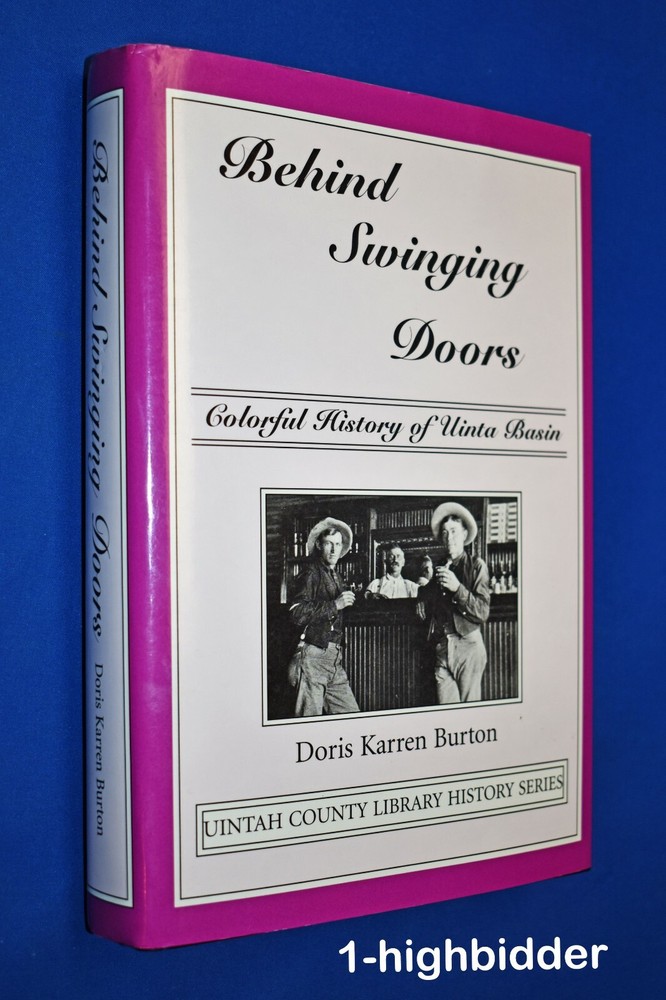 Behind
Swinging
Doors
Colorful History of Uinta Basin
Doris Karren Burton
UINTAH COUNTY LIBRARY HISTORY SERIES
Behind Swinging Doors Doris Karren Burton
1-highbidder